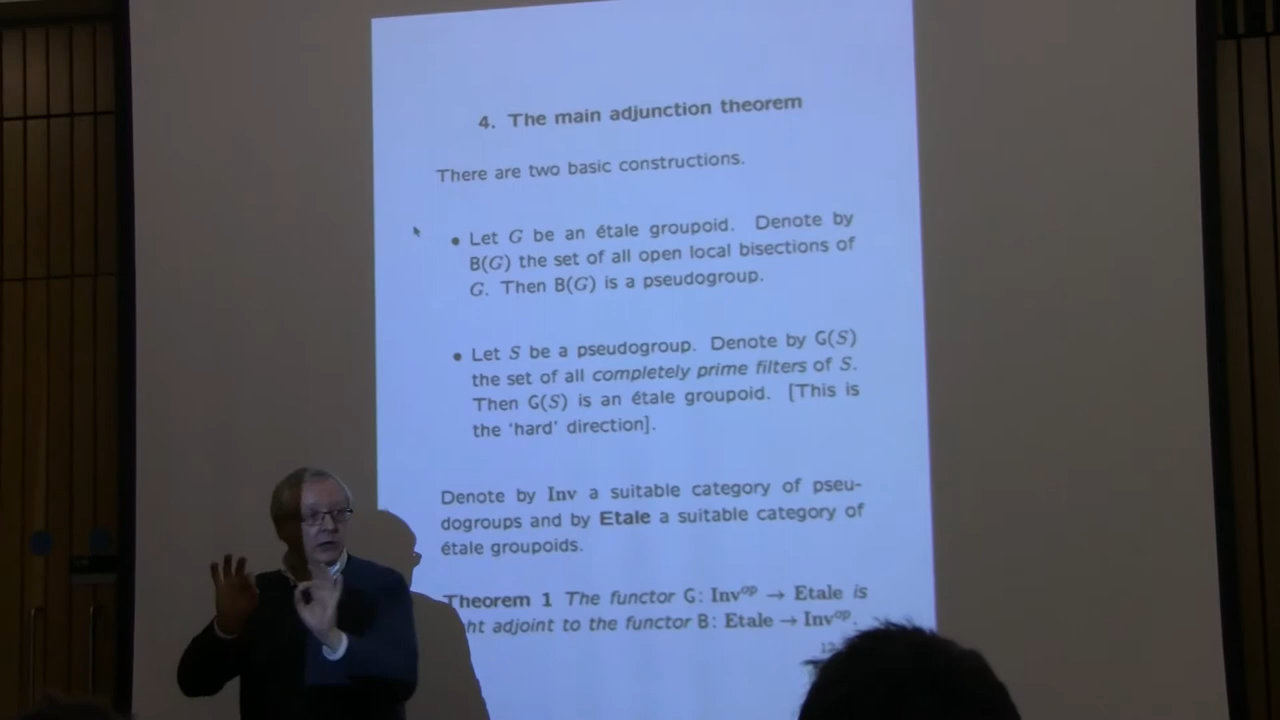 4. The main adjunction theorem
There are two basic constructions.
• Let G be an étale groupoid. Denote by
B(G) the set of all open local bisections of
G. Then B(G) is a pseudogroup.
• Let S be a pseudogroup. Denote by G(S)
the set of all completely prime filters of S.
Then G(S) is an étale groupoid. [This is
the ‘hard’ direction].
Denote by Inv a suitable category of pseu-
dogroups and by Etale a suitable category of
étale groupoids.
Theorem 1 The functor G: Inv^op → Etale is
adjoint to the functor B: Etale → Inv^op.